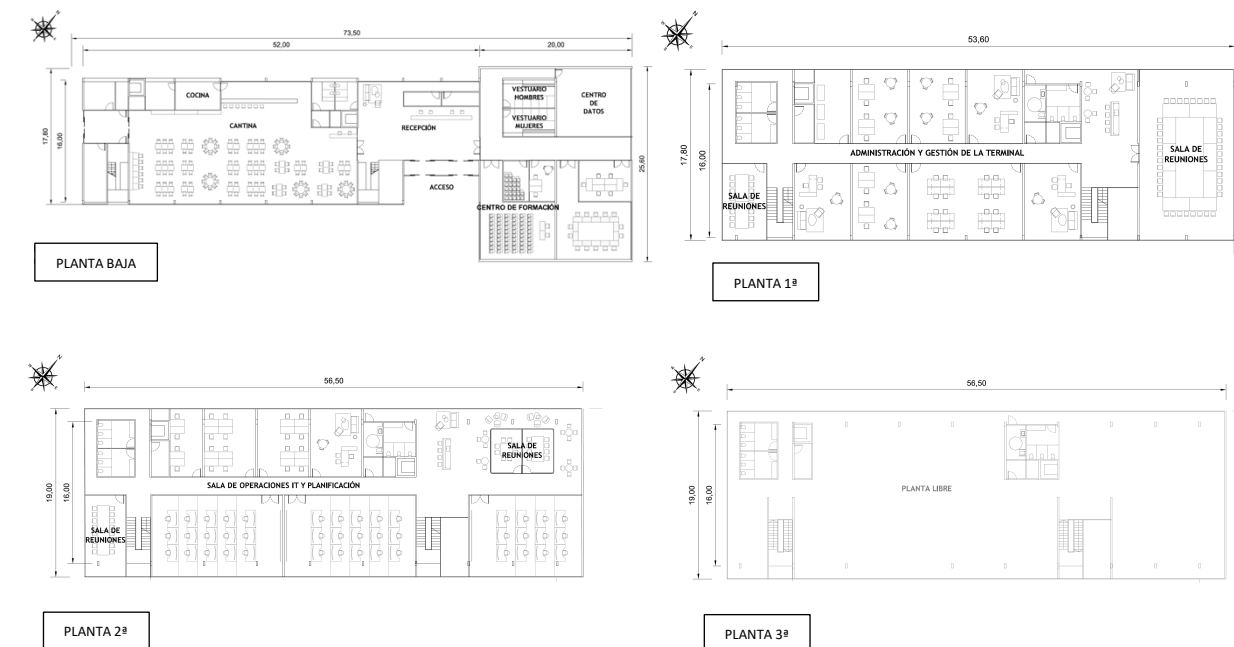 N
73,50
52,00
20,00
17,80
16,00
25,60
COCINA
CANTINA
RECEPCIÓN
ACCESO
VESTUARIO
HOMBRES
VESTUARIO
MUJERES
CENTRO
DE
DATOS
CENTRO DE FORMACIÓN
PLANTA BAJA
N
53,60
17,80
16,00
ADMINISTRACIÓN Y GESTIÓN DE LA TERMINAL
SALA DE
REUNIONES
SALA DE
REUNIONES
PLANTA 1ª
N
56,50
19,00
16,00
SALA DE
REUNIONES
SALA DE OPERACIONES IT Y PLANIFICACIÓN
SALA DE
REUNIONES
PLANTA 2ª
N
56,50
19,00
16,00
PLANTA LIBRE
PLANTA 3ª